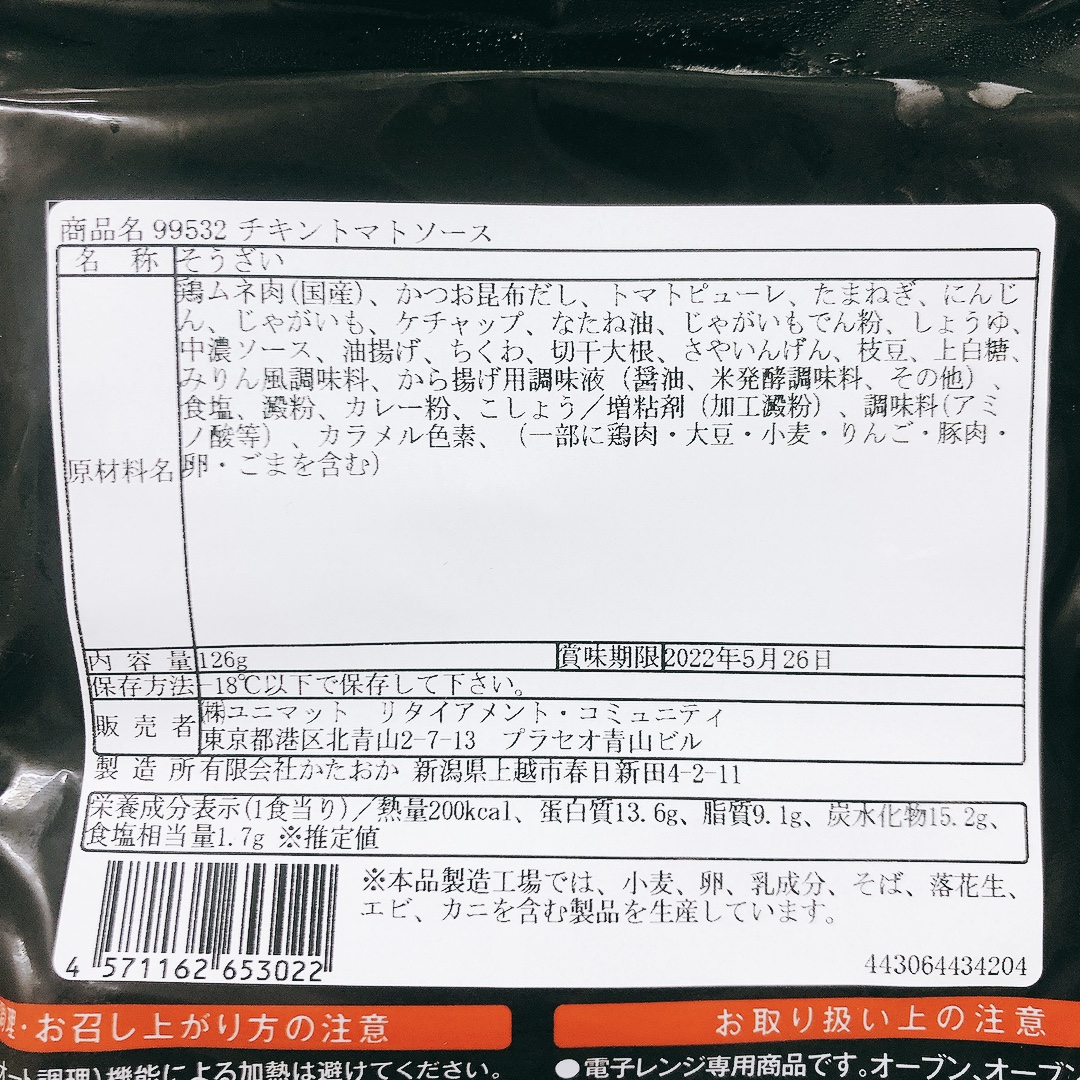 商品名 99532 チキントマトソース
名 称 そうざい
原材料名 鶏ムネ肉(国産)、かつお昆布だし、トマトピューレ、たまねぎ、にんじ
ん、じゃがいも、ケチャップ、なたね油、じゃがいもでん粉、しょうゆ、
中濃ソース、油揚げ、ちくわ、切干大根、さやいんげん、枝豆、上白糖、
みりん風調味料、から揚げ用調味液（醤油、米発酵調味料、その他）、
食塩、澱粉、カレー粉、こしょう／増粘剤（加工澱粉）、調味料(アミ
ノ酸等）、カラメル色素、（一部に鶏肉・大豆・小麦・りんご・豚肉・
卵・ごまを含む）
内 容 量 126g 賞味期限 2022年5月26日
保存方法 -18℃以下で保存して下さい。
販 売 者 ㈱ユニマット リタイアメント・コミュニティ
東京都港区北青山2-7-13 プラセオ青山ビル
製 造 所 有限会社かたおか 新潟県上越市春日新田4-2-11
栄養成分表示(1食当り)／熱量200kcal、蛋白質13.6g、脂質9.1g、炭水化物15.2g、
食塩相当量1.7g ※推定値
※本品製造工場では、小麦、卵、乳成分、そば、落花生、
エビ、カニを含む製品を生産しています。
4 571162 653022
443064434204
理・お召し上がり方の注意
お取り扱い上の注意
ート調理)機能による加熱は避けてください。
●電子レンジ専用商品です。オーブン、オーブン